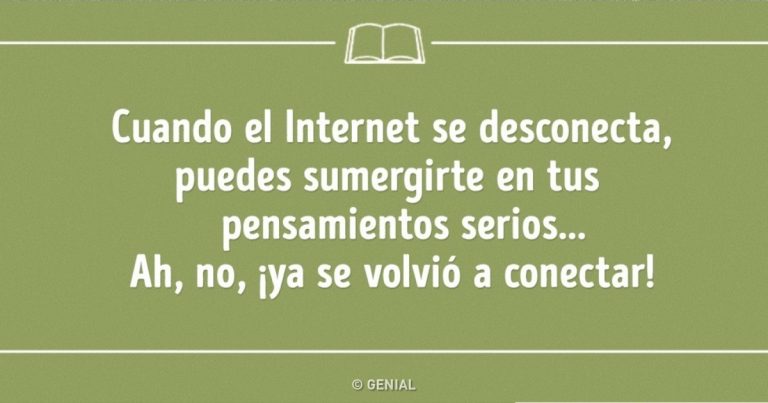 Cuando el Internet se desconecta,
puedes sumergirte en tus
pensamientos serios...
Ah, no, ¡ya se volvió a conectar!
© GENIAL